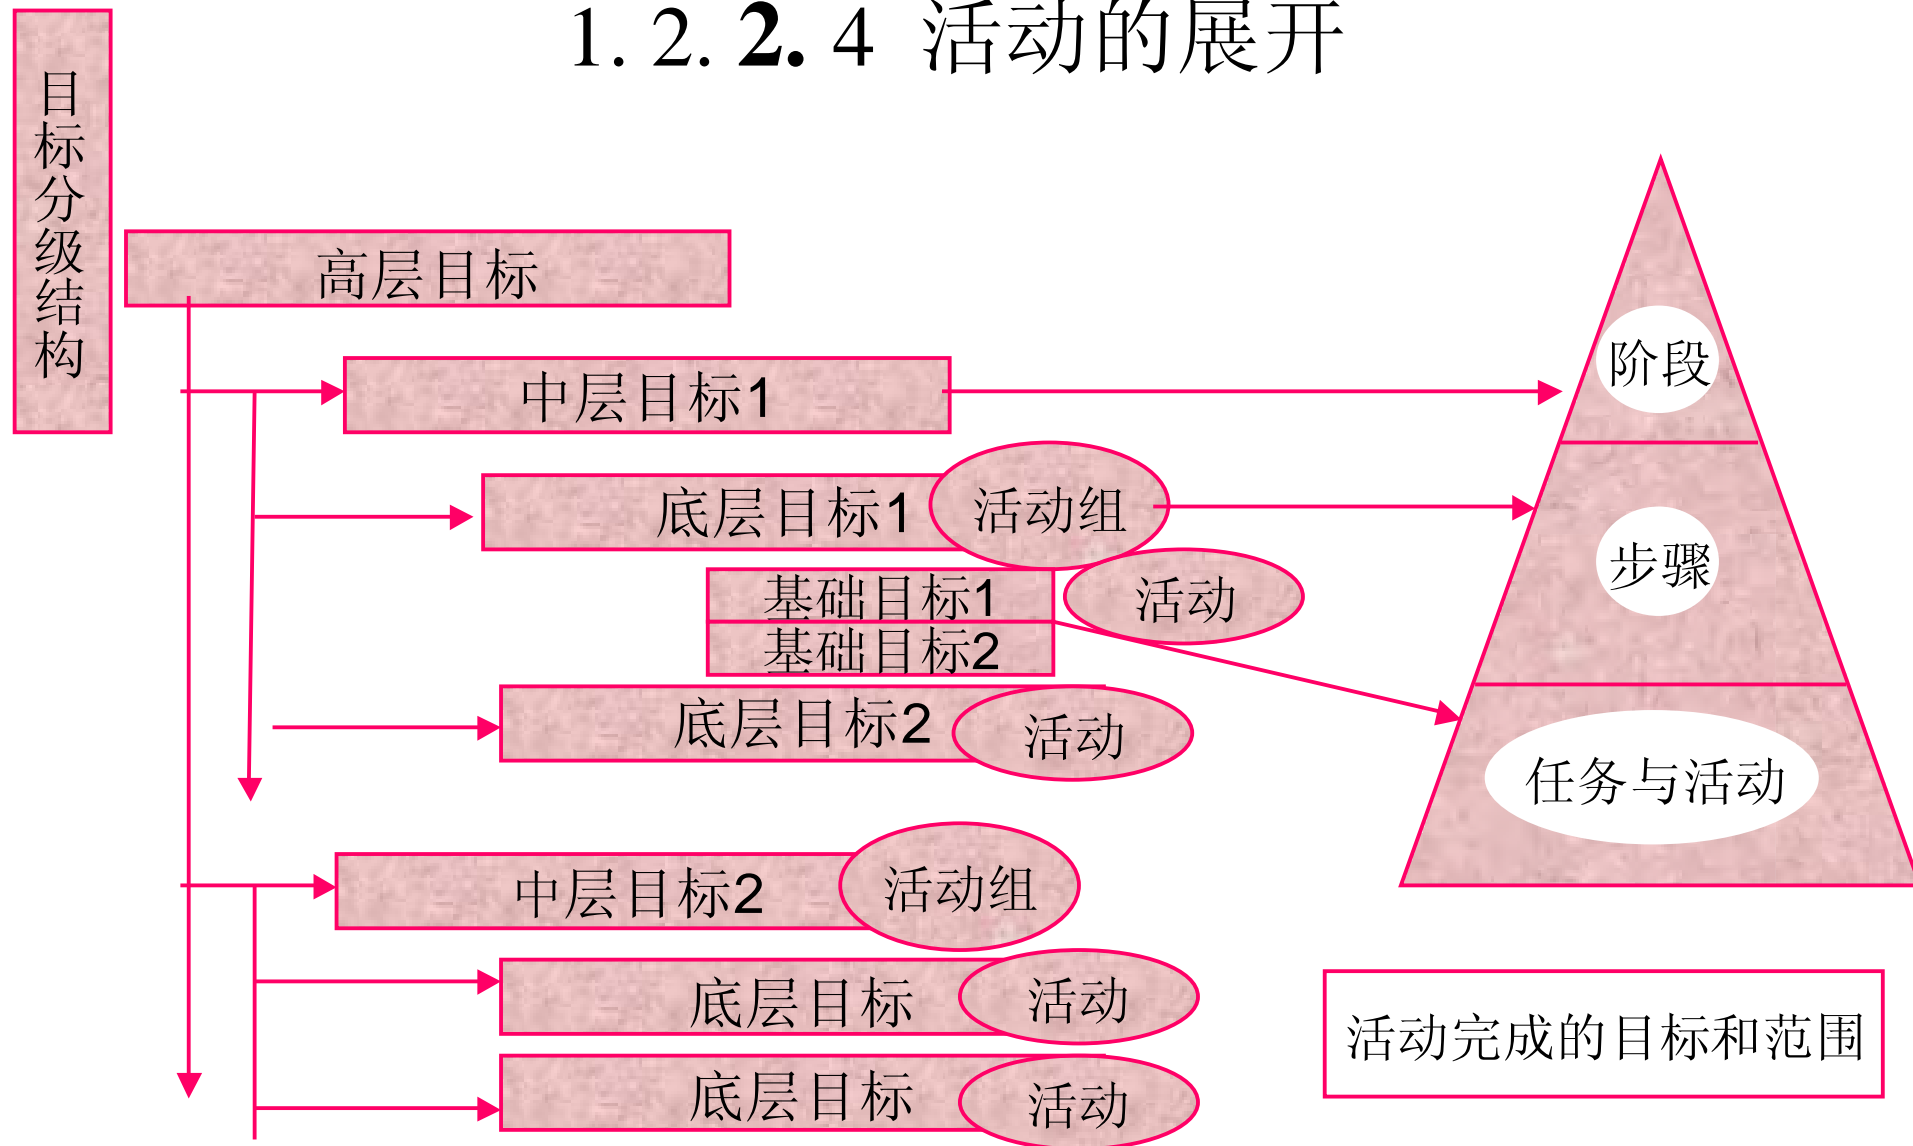 1. 2. 2. 4 活动的展开
目标分级结构
高层目标
中层目标1
阶段
底层目标1
活动组
步骤
基础目标1
活动
基础目标2
底层目标2
活动
任务与活动
中层目标2
活动组
底层目标
活动
活动完成的目标和范围
底层目标
活动